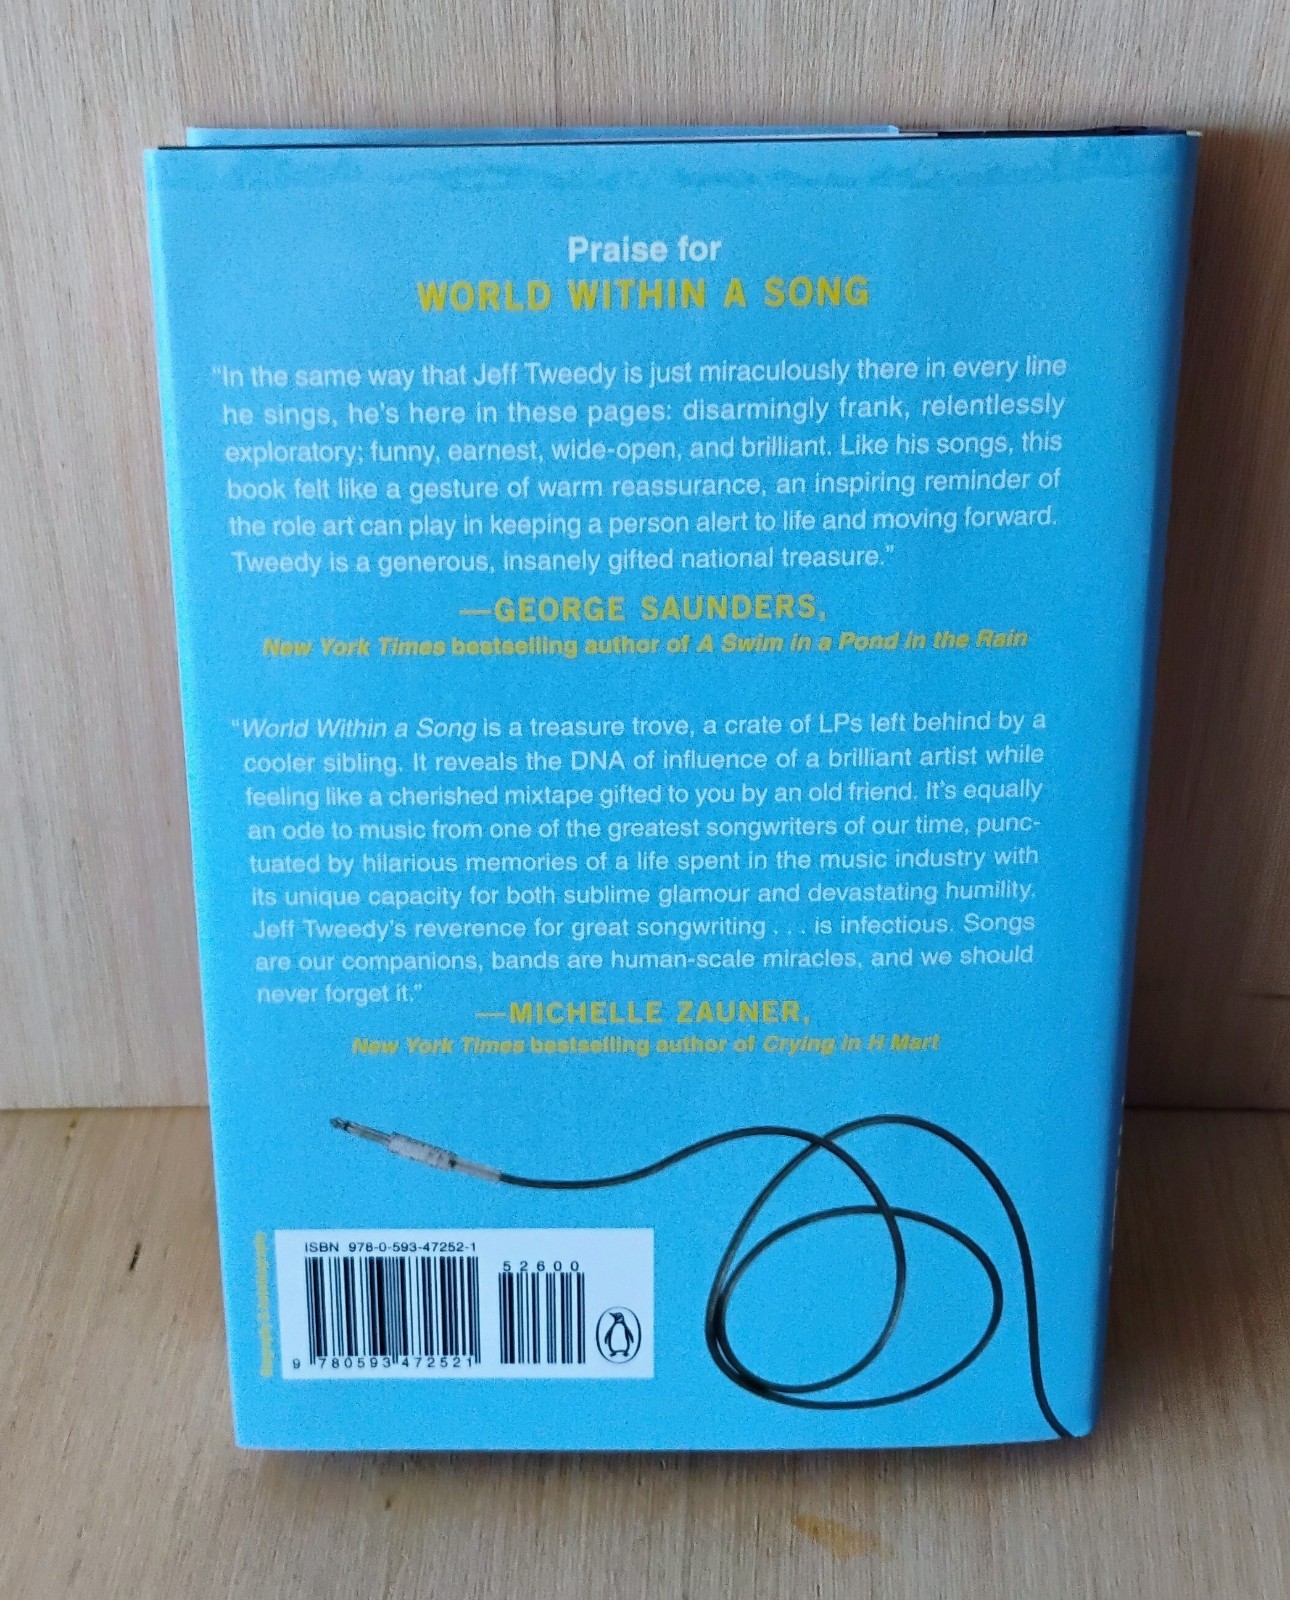 Praise for
WORLD WITHIN A SONG
“In the same way that Jeff Tweedy is just miraculously there in every line
he sings, he’s here in these pages: disarmingly frank, relentlessly
exploratory; funny, earnest, wide-open, and brilliant. Like his songs, this
book felt like a gesture of warm reassurance, an inspiring reminder of
the role art can play in keeping a person alert to life and moving forward.
Tweedy is a generous, insanely gifted national treasure.”
—GEORGE SAUNDERS,
New York Times bestselling author of A Swim in a Pond in the Rain
“World Within a Song is a treasure trove, a crate of LPs left behind by a
cooler sibling. It reveals the DNA of influence of a brilliant artist while
feeling like a cherished mixtape gifted to you by an old friend. It’s equally
an ode to music from one of the greatest songwriters of our time, punc-
tuated by hilarious memories of a life spent in the music industry with
its unique capacity for both sublime glamour and devastating humility.
Jeff Tweedy’s reverence for great songwriting . . . is infectious. Songs
are our companions, bands are human-scale miracles, and we should
never forget it.”
—MICHELLE ZAUNER,
New York Times bestselling author of Crying in H Mart
ISBN 978-0-593-47252-1
52600
9 780593 472521